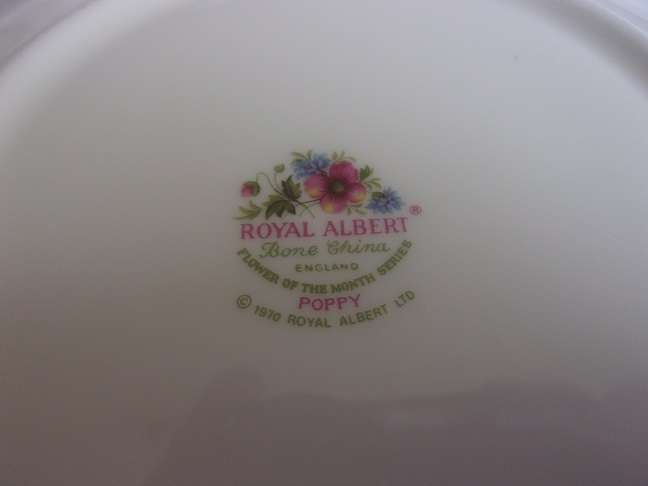 ROYAL ALBERT®
Bone China
ENGLAND
FLOWER OF THE MONTH SERIES
POPPY
© 1970 ROYAL ALBERT LTD